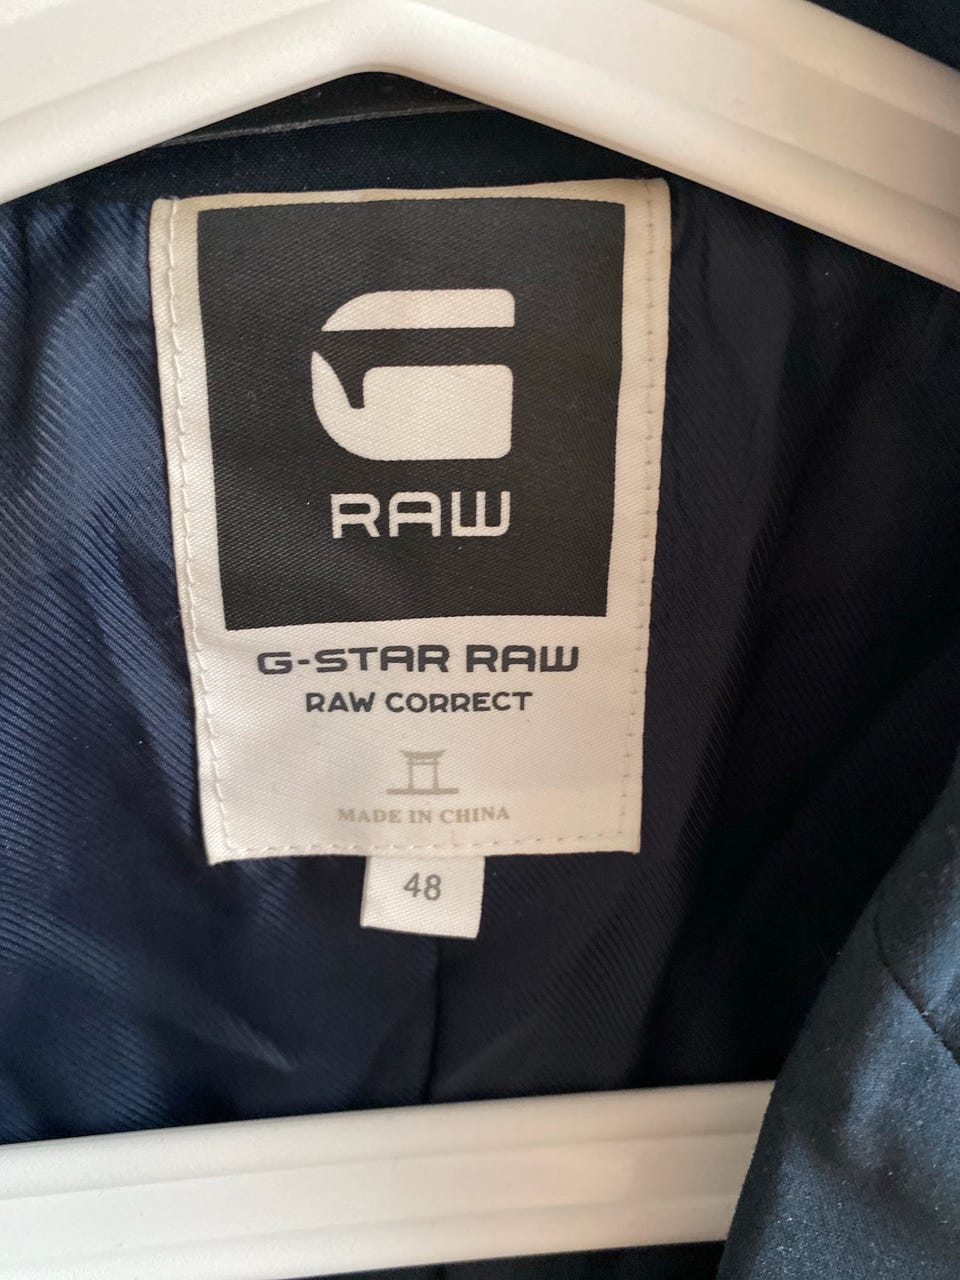 G
RAW
G-STAR RAW
RAW CORRECT
MADE IN CHINA
48